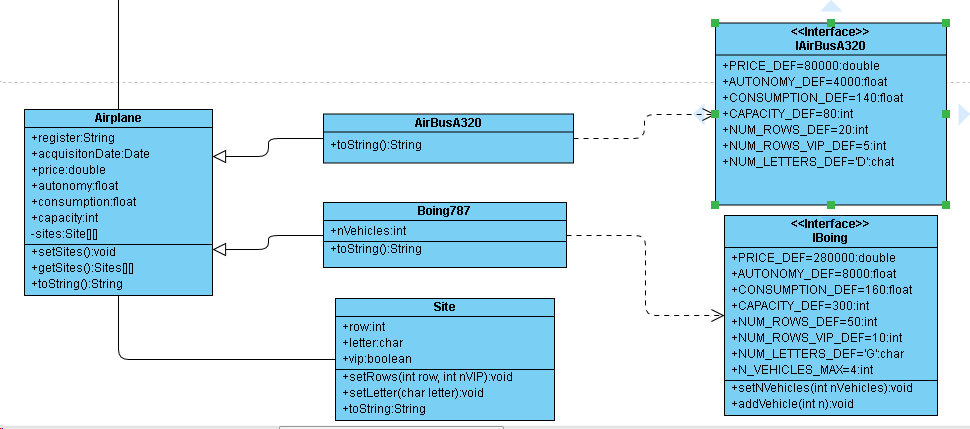 Airplane
+register:String
+acquisitonDate:Date
+price:double
+autonomy:float
+consumption:float
+capacity:int
-sites:Site[][]
+setSites():void
+getSites():Sites[][]
+toString():String
AirBusA320
+toString():String
Boing787
+nVehicles:int
+toString():String
Site
+row:int
+letter:char
+vip:boolean
+setRows(int row, int nVIP):void
+setLetter(char letter):void
+toString:String
<<Interface>>
IAirBusA320
+PRICE_DEF=80000:double
+AUTONOMY_DEF=4000:float
+CONSUMPTION_DEF=140:float
+CAPACITY_DEF=80:int
+NUM_ROWS_DEF=20:int
+NUM_ROWS_VIP_DEF=5:int
+NUM_LETTERS_DEF='D':chat
<<Interface>>
IBoing
+PRICE_DEF=280000:double
+AUTONOMY_DEF=8000:float
+CONSUMPTION_DEF=160:float
+CAPACITY_DEF=300:int
+NUM_ROWS_DEF=50:int
+NUM_ROWS_VIP_DEF=10:int
+NUM_LETTERS_DEF='G':char
+N_VEHICLES_MAX=4:int
+setNVehicles(int nVehicles):void
+addVehicle(int n):void